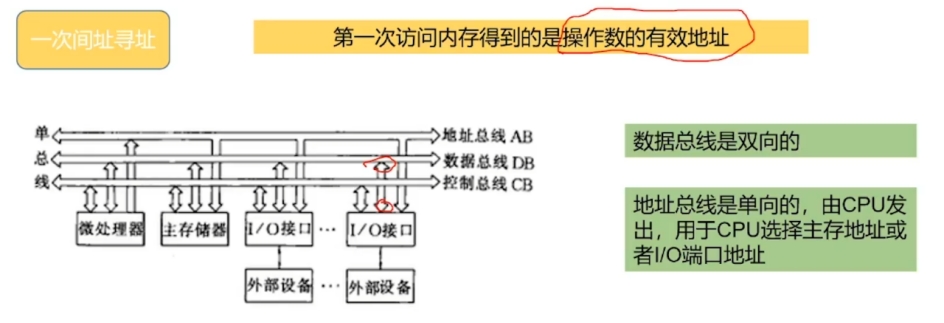 一次间址寻址
第一次访问内存得到的是操作数的有效地址
单
地址总线 AB
总
数据总线 DB
线
控制总线 CB
微处理器
主存储器
I/O接口
···
I/O接口
外部设备
···
外部设备
数据总线是双向的
地址总线是单向的，由CPU发
出，用于CPU选择主存地址或
者I/O端口地址